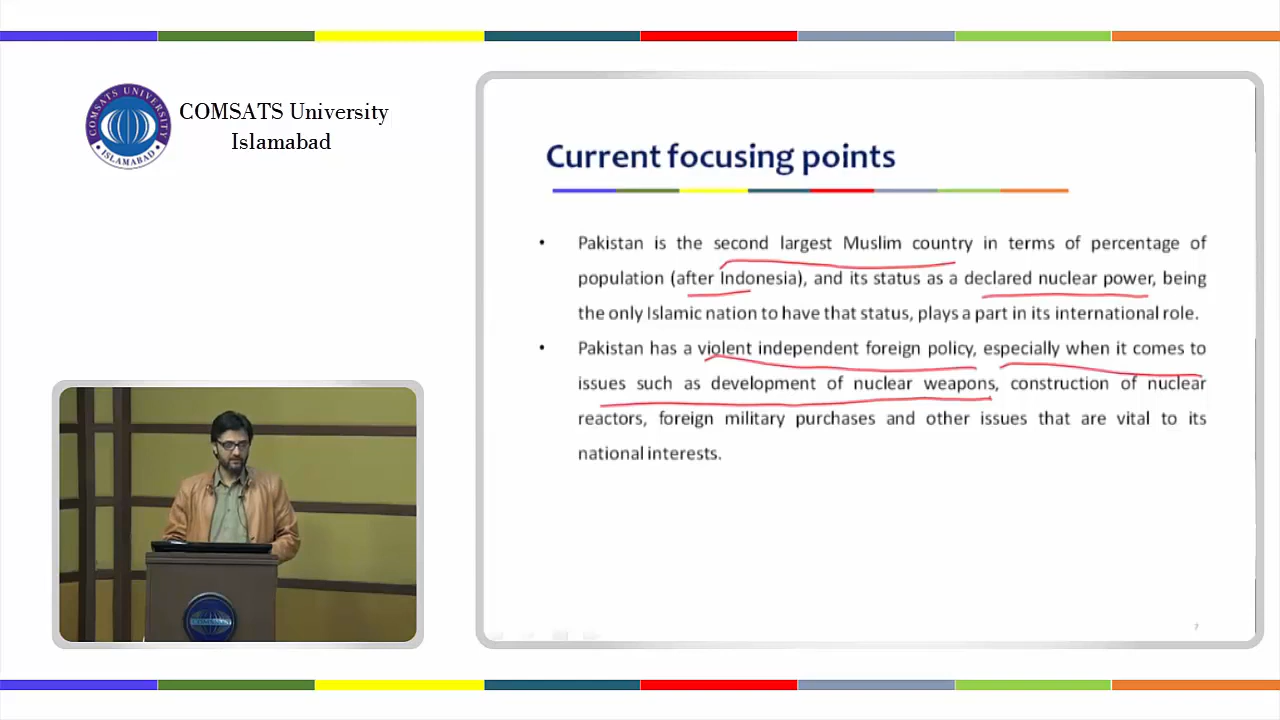 COMSATS UNIVERSITY
ISLAMABAD
COMSATS University
Islamabad
Current focusing points
• Pakistan is the second largest Muslim country in terms of percentage of
population (after Indonesia), and its status as a declared nuclear power, being
the only Islamic nation to have that status, plays a part in its international role.
• Pakistan has a violent independent foreign policy, especially when it comes to
issues such as development of nuclear weapons, construction of nuclear
reactors, foreign military purchases and other issues that are vital to its
national interests.
COMSATS
7